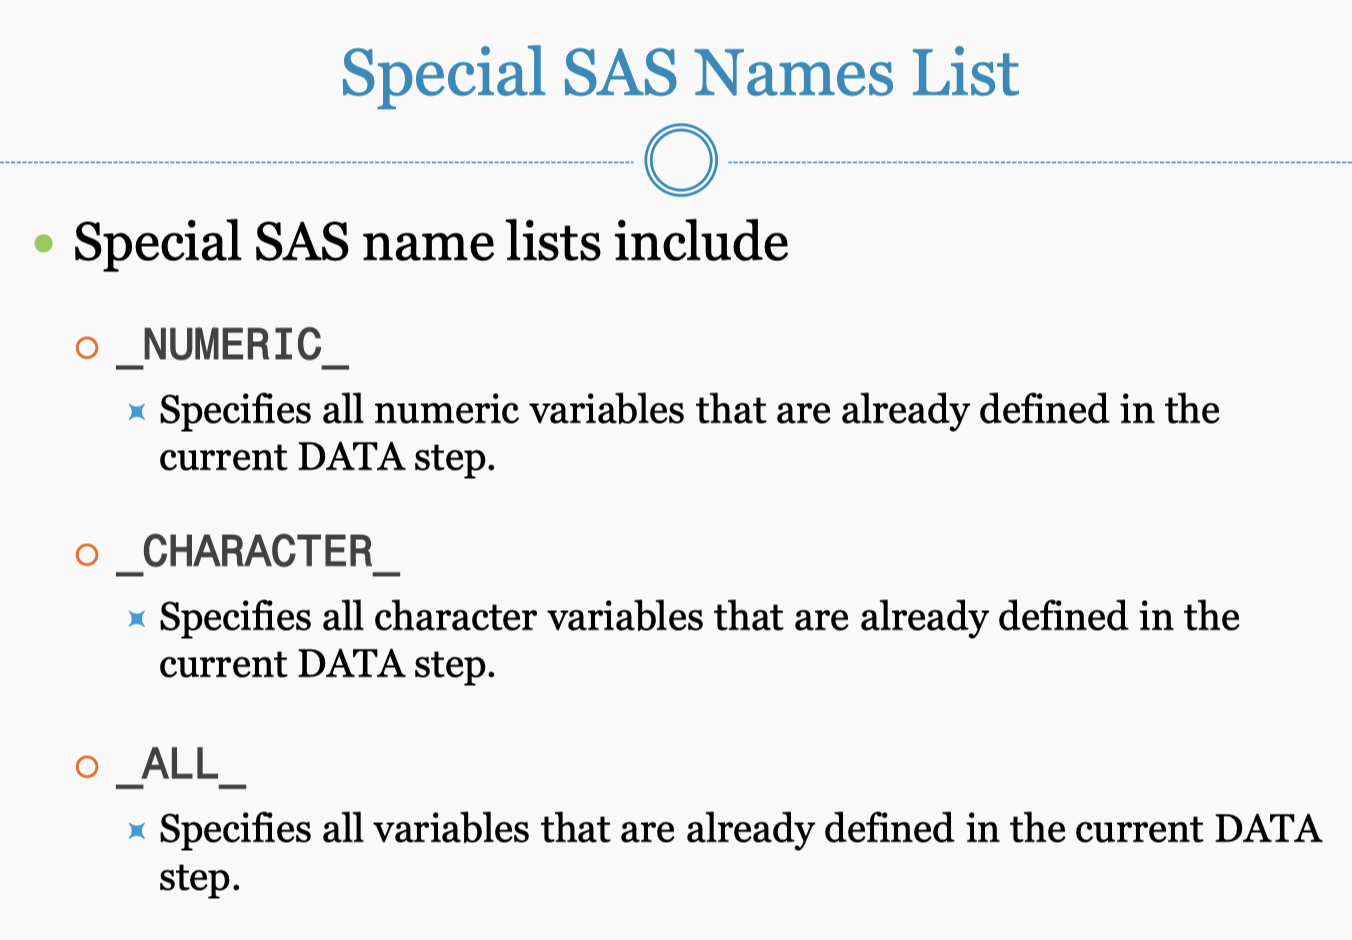 Special SAS Names List
Special SAS name lists include
_NUMERIC_
Specifies all numeric variables that are already defined in the
current DATA step.
_CHARACTER_
Specifies all character variables that are already defined in the
current DATA step.
_ALL_
Specifies all variables that are already defined in the current DATA
step.